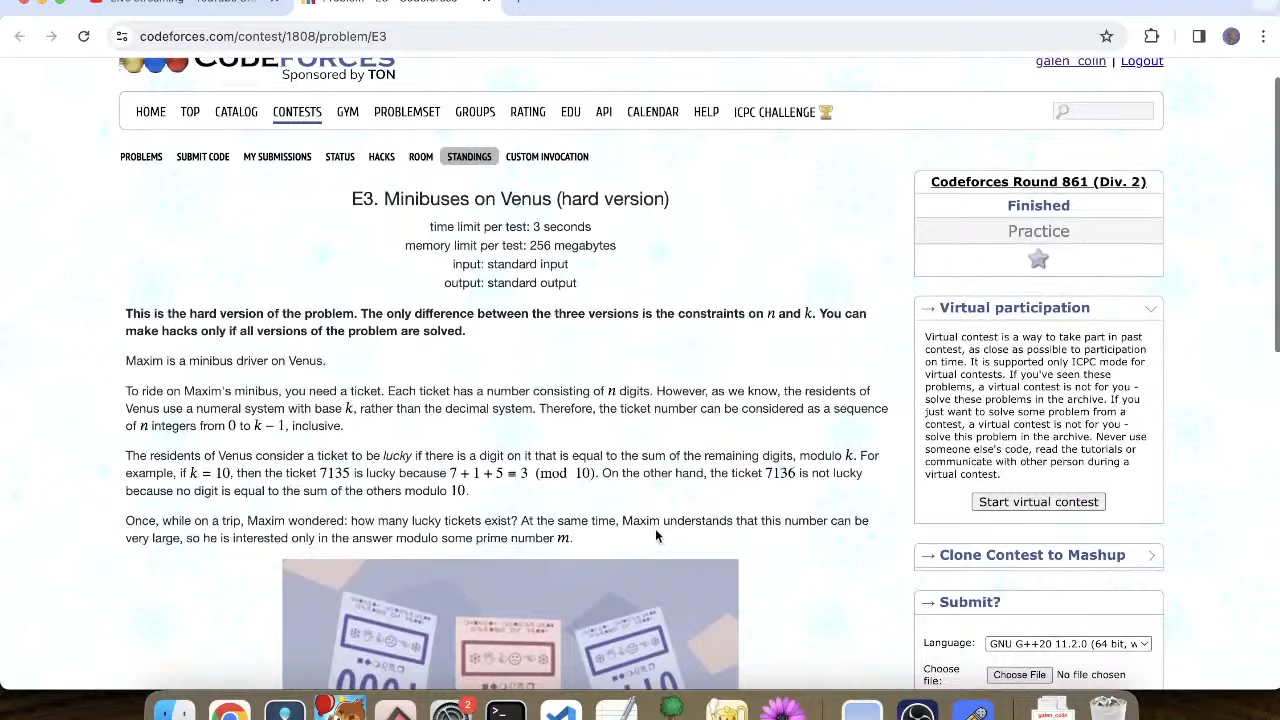 codeforces.com/contest/1808/problem/E3
CODEFORCES
Sponsored by TON
galen_colin | Logout
HOME TOP CATALOG CONTESTS GYM PROBLEMSET GROUPS RATING EDU API CALENDAR HELP ICPC CHALLENGE
PROBLEMS SUBMIT CODE MY SUBMISSIONS STATUS HACKS ROOM STANDINGS CUSTOM INVOCATION
E3. Minibuses on Venus (hard version)
time limit per test: 3 seconds
memory limit per test: 256 megabytes
input: standard input
output: standard output
This is the hard version of the problem. The only difference between the three versions is the constraints on n and k. You can
make hacks only if all versions of the problem are solved.
Maxim is a minibus driver on Venus.
To ride on Maxim's minibus, you need a ticket. Each ticket has a number consisting of n digits. However, as we know, the residents of
Venus use a numeral system with base k, rather than the decimal system. Therefore, the ticket number can be considered as a sequence
of n integers from 0 to k − 1, inclusive.
The residents of Venus consider a ticket to be lucky if there is a digit on it that is equal to the sum of the remaining digits, modulo k. For
example, if k = 10, then the ticket 7135 is lucky because 7 + 1 + 5 ≡ 3 (mod 10). On the other hand, the ticket 7136 is not lucky
because no digit is equal to the sum of the others modulo 10.
Once, while on a trip, Maxim wondered: how many lucky tickets exist? At the same time, Maxim understands that this number can be
very large, so he is interested only in the answer modulo some prime number m.
Codeforces Round 861 (Div. 2)
Finished
Practice
→ Virtual participation
Virtual contest is a way to take part in past
contest, as close as possible to participation
on time. It is supported only ICPC mode for
virtual contests. If you've seen these
problems, a virtual contest is not for you -
solve these problems in the archive. If you
just want to solve some problem from a
contest, a virtual contest is not for you -
solve this problem in the archive. Never use
someone else's code, read the tutorials or
communicate with other person during a
virtual contest.
Start virtual contest
→ Clone Contest to Mashup
→ Submit?
Language: GNU G++20 11.2.0 (64 bit, w
Choose
file:
Choose File No file chosen
2
galen_colin